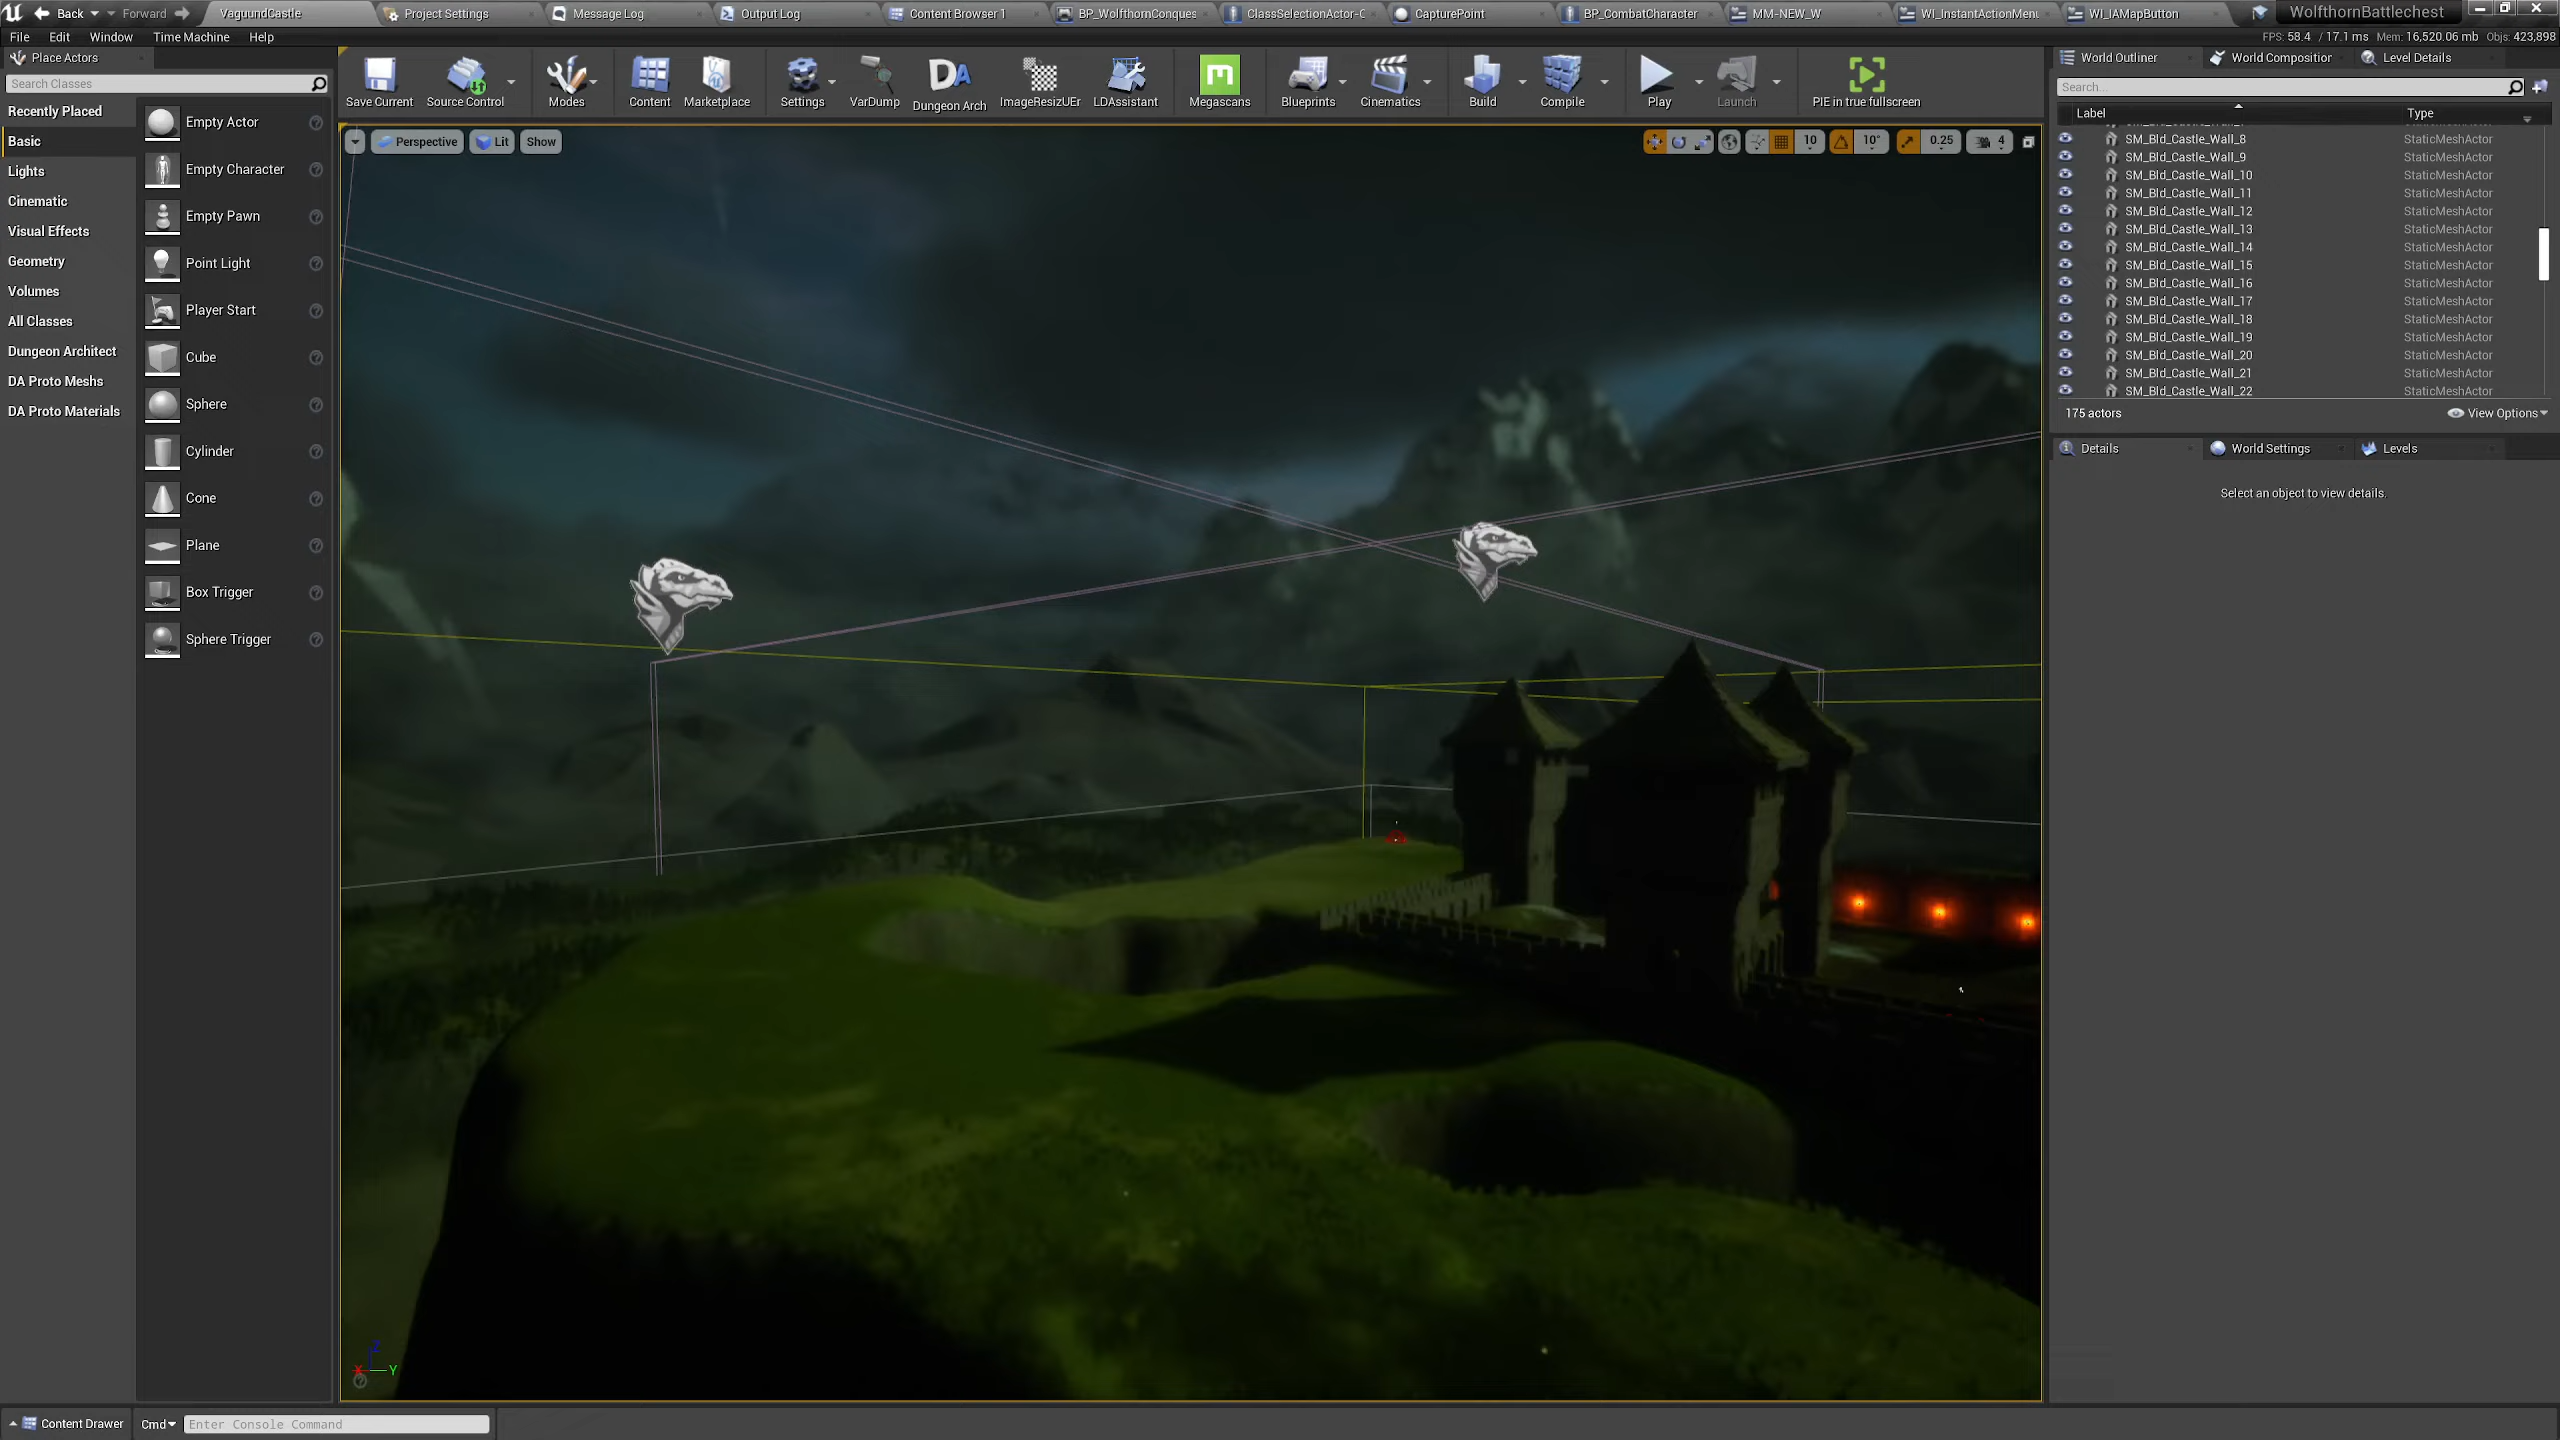 Back
Forward
VaguundCastle
Project Settings
Message Log
Output Log
Content Browser 1
BP_WolfthornConques
ClassSelectionActor-C
CapturePoint
BP_CombatCharacter
MM-NEW_W
WI_InstantActionMenu
WI_IAMapButton
WolfthornBattlechest
File
Edit
Window
Time Machine
Help
FPS: 58.4 / 17.1 ms Mem: 16,520.06 mb Objs: 423,898
Place Actors
Search Classes
Recently Placed
Basic
Lights
Cinematic
Visual Effects
Geometry
Volumes
All Classes
Dungeon Architect
DA Proto Meshs
DA Proto Materials
Empty Actor
Empty Character
Empty Pawn
Point Light
Player Start
Cube
Sphere
Cylinder
Cone
Plane
Box Trigger
Sphere Trigger
Save Current
Source Control
Modes
Content
Marketplace
Settings
VarDump
DA
Dungeon Arch
ImageResizUEr
LDAssistant
Megascans
Blueprints
Cinematics
Build
Compile
Play
Launch
PIE in true fullscreen
Perspective
Lit
Show
10
10°
0.25
4
X
Y
Z
World Outliner
World Composition
Level Details
Search...
Label
Type
SM_Bld_Castle_Wall_8 StaticMeshActor
SM_Bld_Castle_Wall_9 StaticMeshActor
SM_Bld_Castle_Wall_10 StaticMeshActor
SM_Bld_Castle_Wall_11 StaticMeshActor
SM_Bld_Castle_Wall_12 StaticMeshActor
SM_Bld_Castle_Wall_13 StaticMeshActor
SM_Bld_Castle_Wall_14 StaticMeshActor
SM_Bld_Castle_Wall_15 StaticMeshActor
SM_Bld_Castle_Wall_16 StaticMeshActor
SM_Bld_Castle_Wall_17 StaticMeshActor
SM_Bld_Castle_Wall_18 StaticMeshActor
SM_Bld_Castle_Wall_19 StaticMeshActor
SM_Bld_Castle_Wall_20 StaticMeshActor
SM_Bld_Castle_Wall_21 StaticMeshActor
SM_Bld_Castle_Wall_22 StaticMeshActor
175 actors
View Options
Details
World Settings
Levels
Select an object to view details.
Content Drawer
Cmd
Enter Console Command